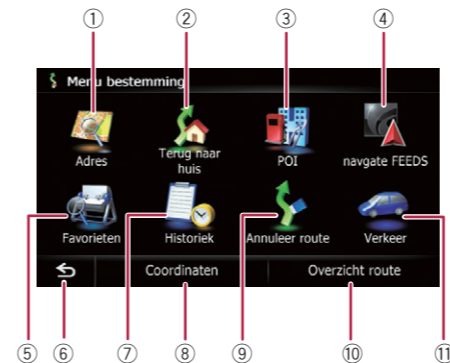 ① ② ③ ④
Menu bestemming
Adres Terug naar huis POI navgate FEEDS
Favorieten Historiek Annuleer route Verkeer
Coordinaten Overzicht route
⑤ ⑥ ⑦ ⑧ ⑨ ⑩ ⑪